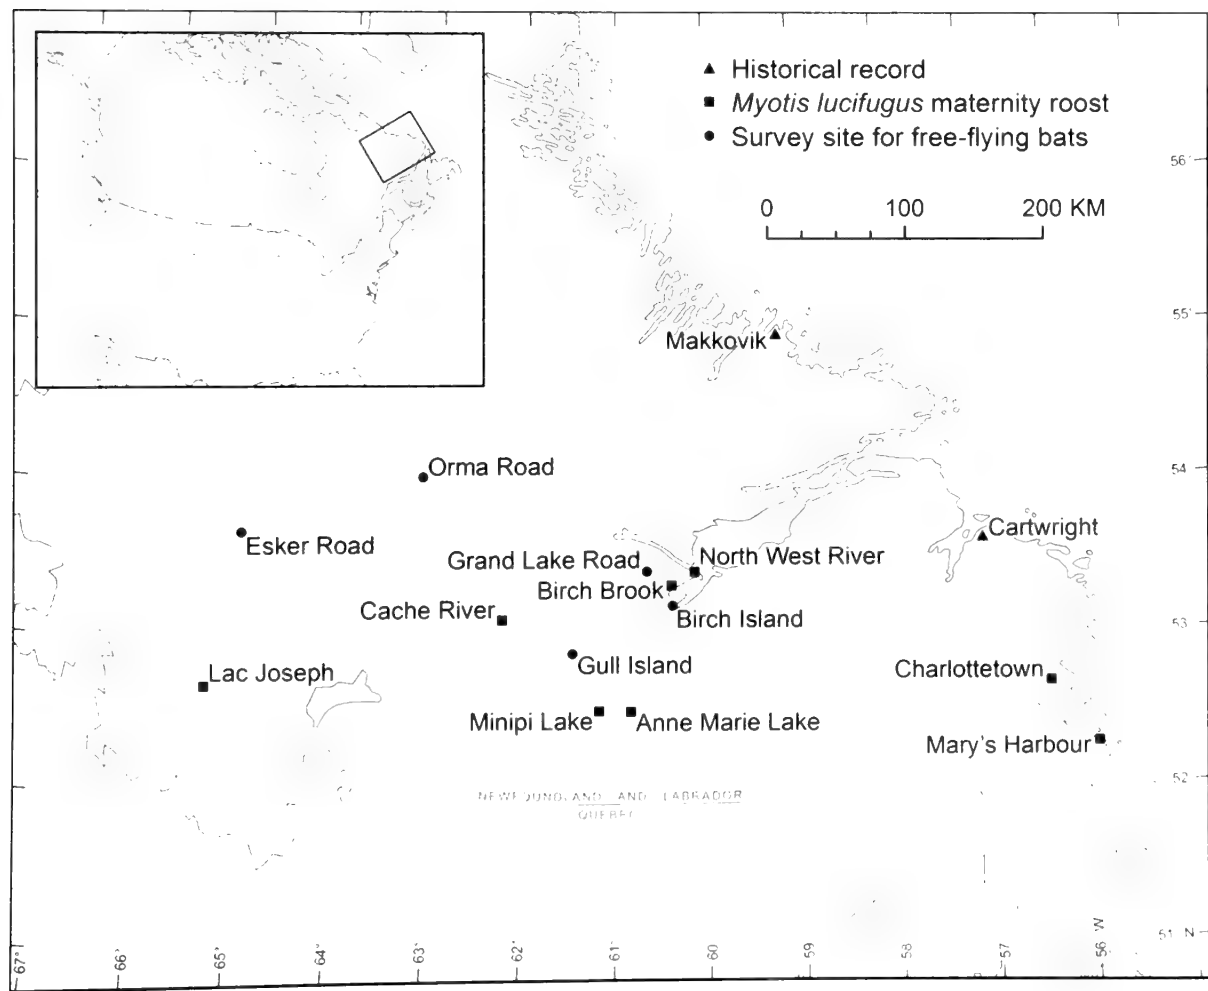 Historical record
Myotis lucifugus maternity roost
Survey site for free-flying bats
0 100 200 KM
56°
55°
Makkovik
Orma Road
54
Esker Road
Cartwright
Grand Lake Road
North West River
Birch Brook
Cache River
Birch Island
53
Gull Island
Lac Joseph
Charlottetown
Minipi Lake
Anne Marie Lake
Mary's Harbour
52
NEWFOUNDLAND AND LABRADOR
QUEBEC
51 N
67° 66° 65° 64° 63° 62° 61° 60 59 58 57 56 W